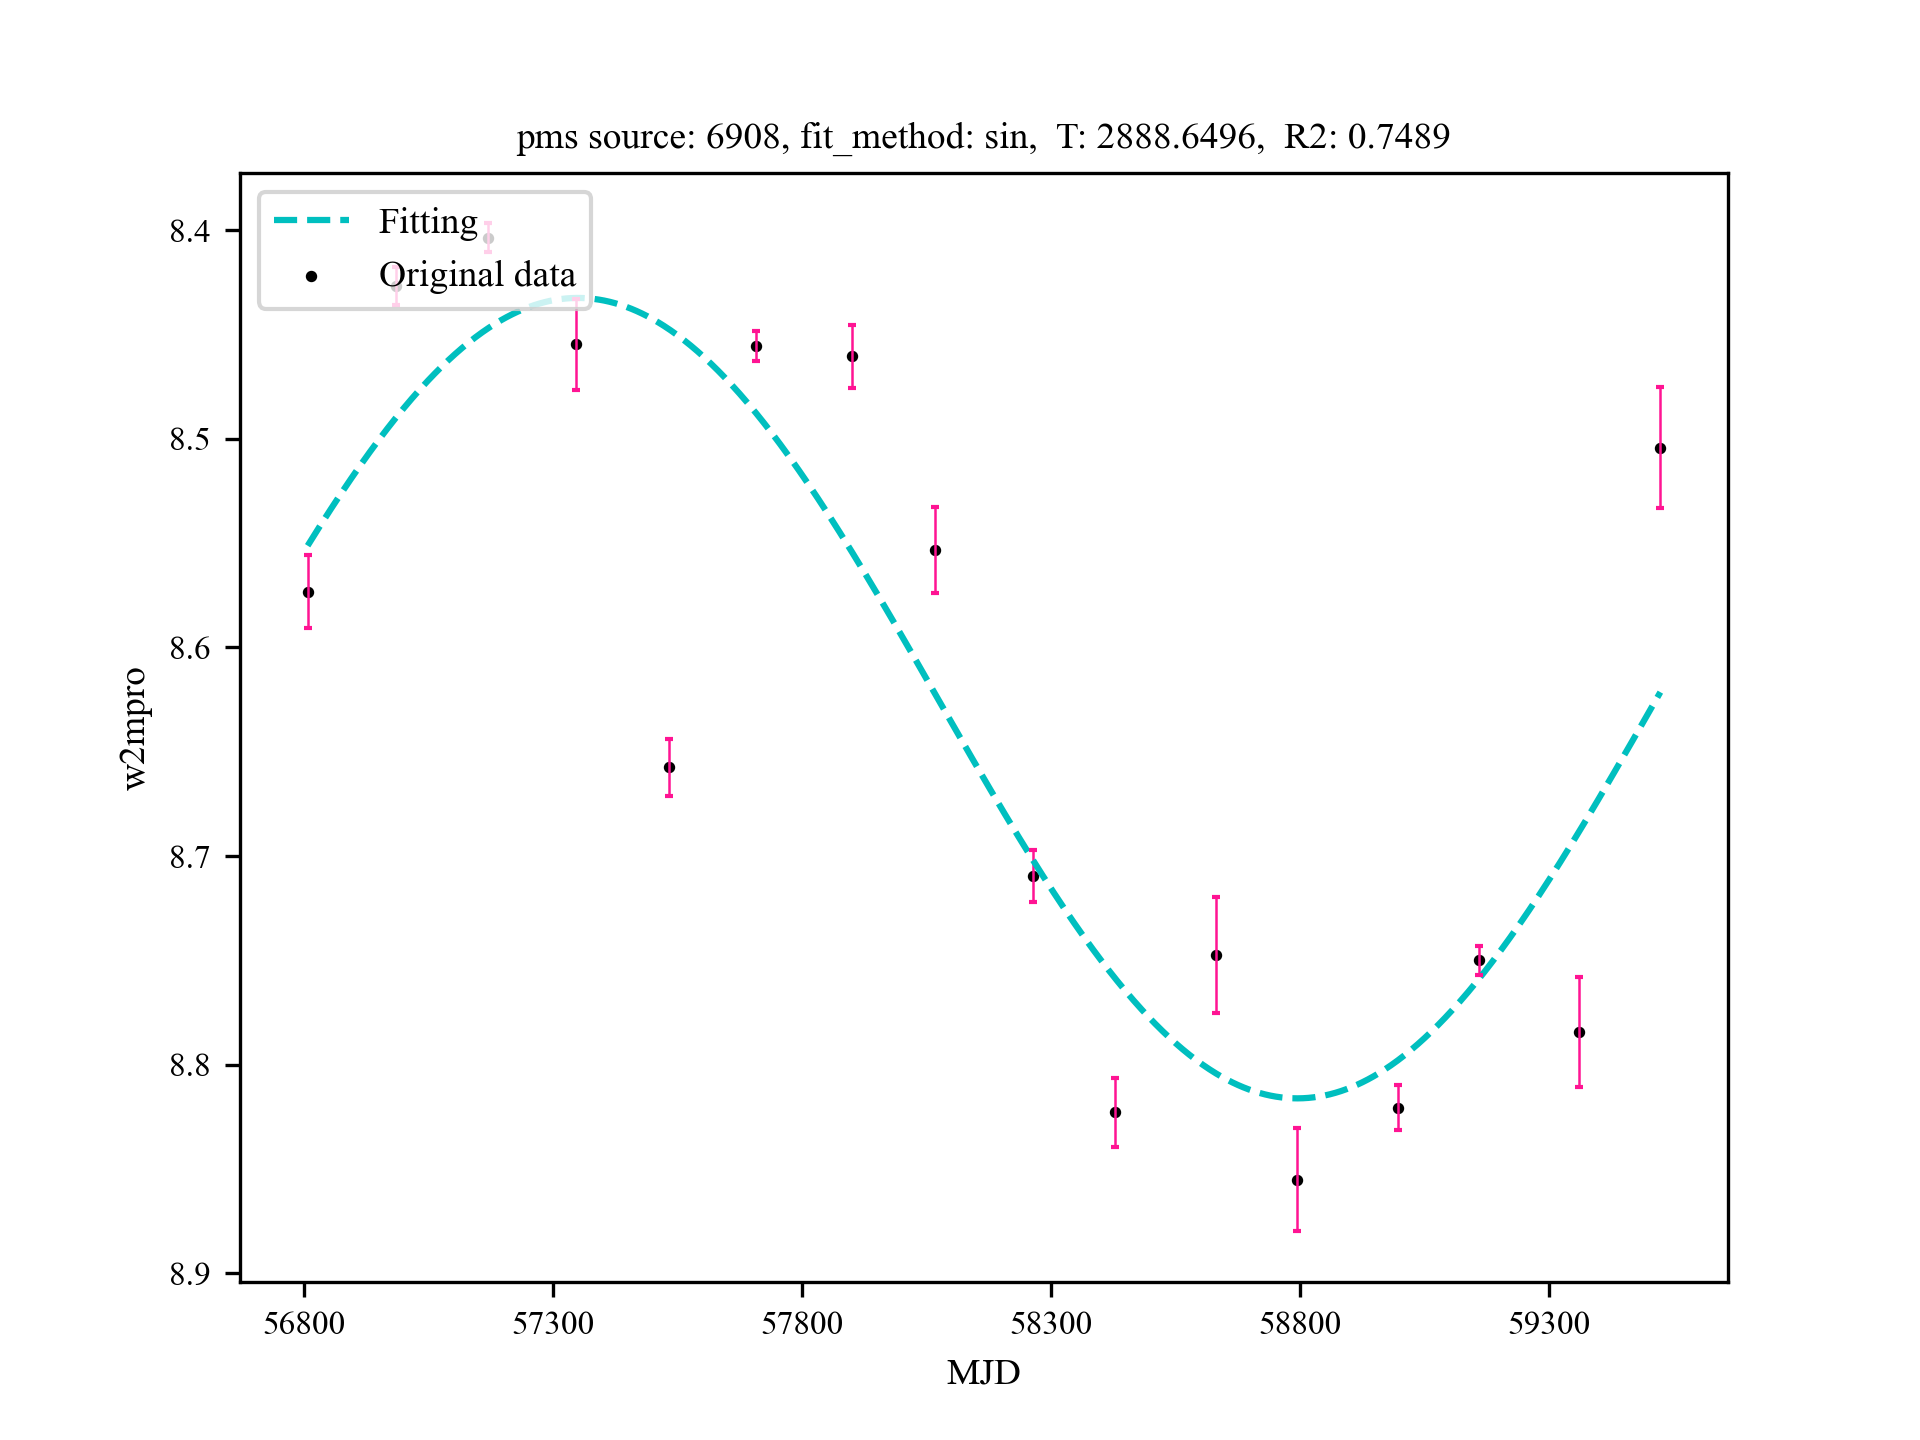 pms source: 6908, fit_method: sin, T: 2888.6496, R2: 0.7489
Fitting
Original data
8.4
8.5
8.6
8.7
8.8
8.9
w2mpro
56800 57300 57800 58300 58800 59300
MJD